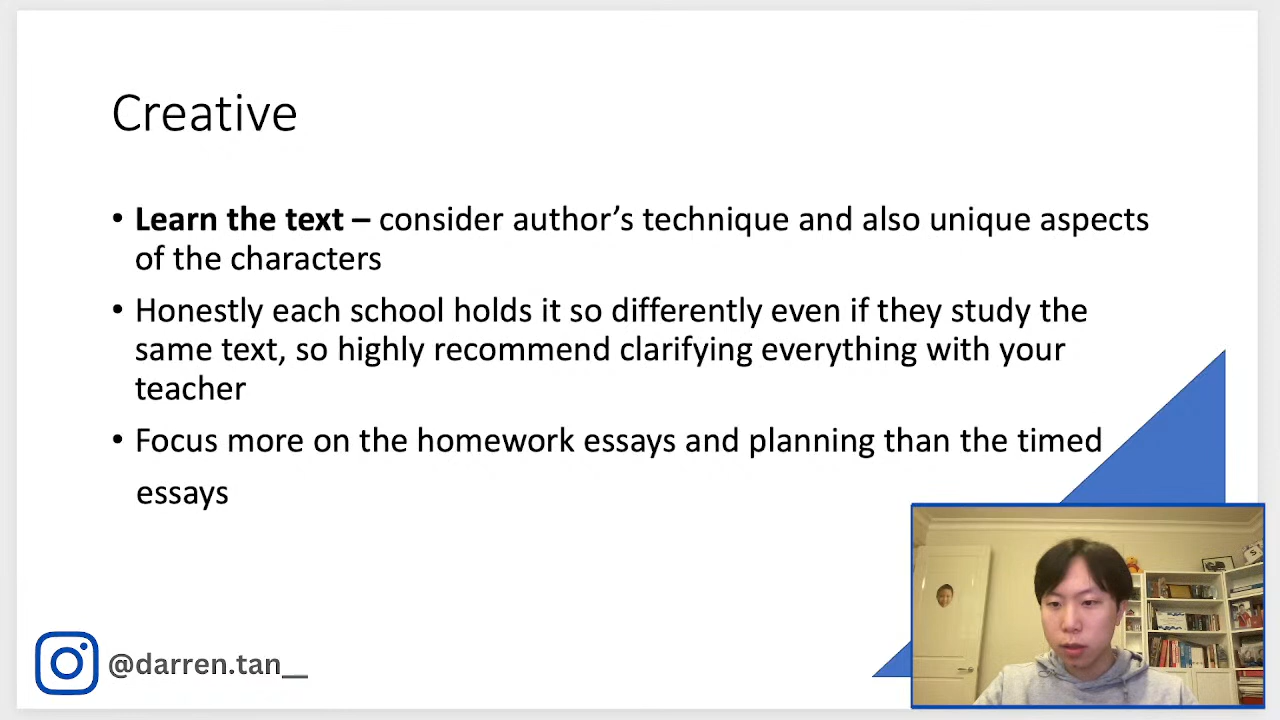 Creative
• Learn the text – consider author’s technique and also unique aspects
of the characters
• Honestly each school holds it so differently even if they study the
same text, so highly recommend clarifying everything with your
teacher
• Focus more on the homework essays and planning than the timed
essays
@darren.tan__